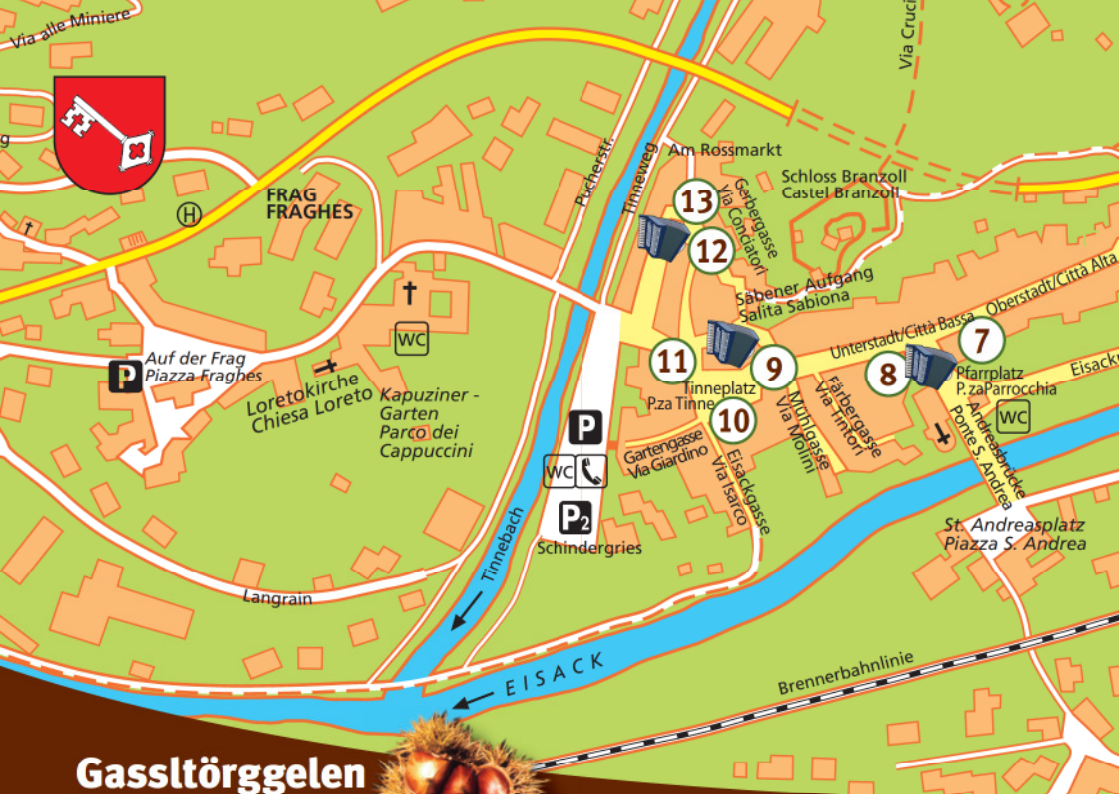 Via alle Miniere
g
Via Cruci
FRAG
FRAGHES
H
Pucherstr.
Tinneweg
Am Rossmarkt
Schloss Branzoll
Castel Branzoll
13
12
Gerbergasse
Via Conciatori
Säbener Aufgang
Salita Sabiona
Oberstadt/Città Alta
Unterstadt/Città Bassa
7
8
9
10
11
Tinneplatz
P.za Tinne
Pfarrplatz
P.zaParrocchia
Eisackw
WC
P
Auf der Frag
Piazza Fraghes
WC
Loretokirche
Chiesa Loreto
Kapuziner -
Garten
Parco dei
Cappuccini
P
WC
P2
Schindergries
Gartengasse
Via Giardino
Eisackgasse
Via Isarco
Mühlgasse
Via Molini
Färbergasse
Via Tintori
Andreasbrücke
Ponte S. Andrea
St. Andreasplatz
Piazza S. Andrea
Tinnebach
Langrain
EISACK
Brennerbahnlinie
Gassltörggelen